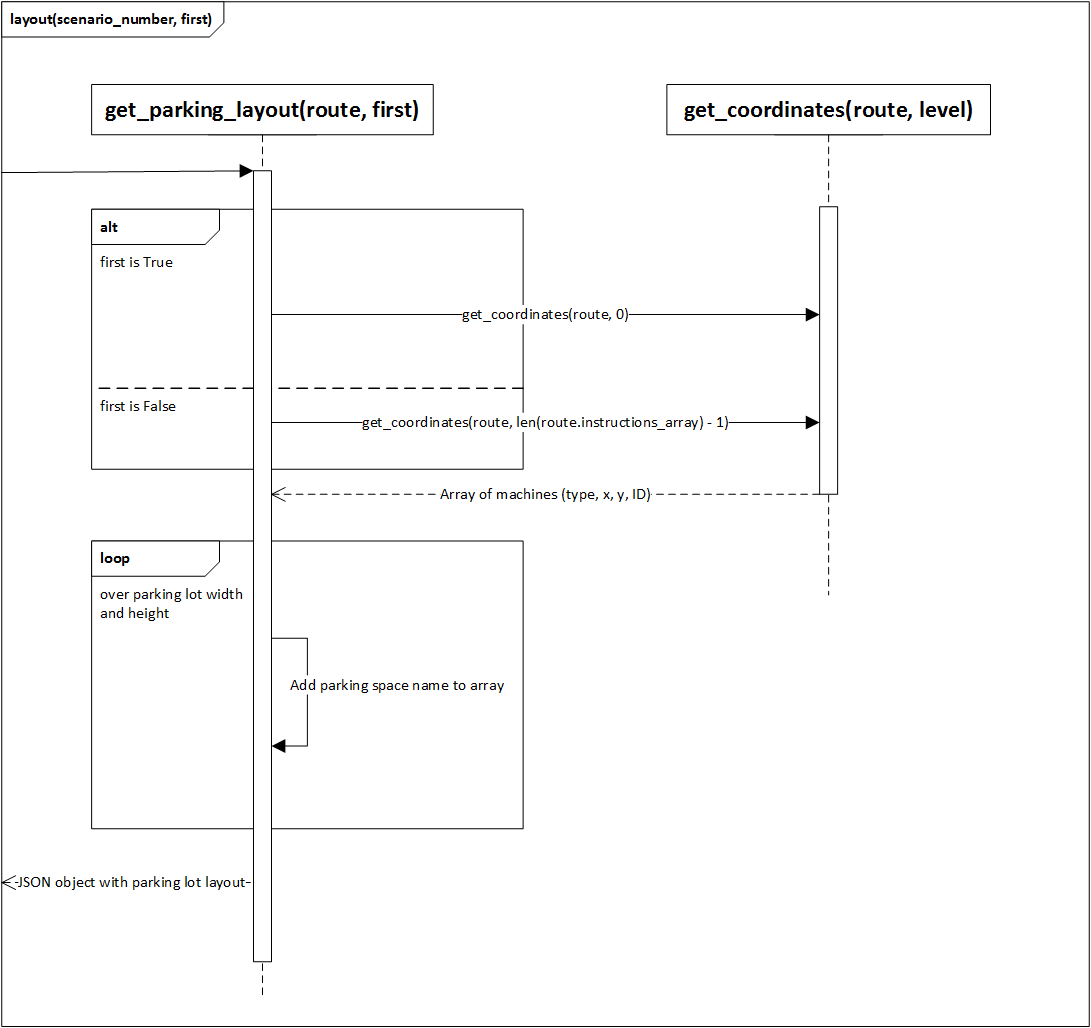 layout(scenario_number, first)
get_parking_layout(route, first)
get_coordinates(route, level)
alt
first is True
get_coordinates(route, 0)
first is False
get_coordinates(route, len(route.instructions_array) - 1)
Array of machines (type, x, y, ID)
loop
over parking lot width
and height
Add parking space name to array
JSON object with parking lot layout